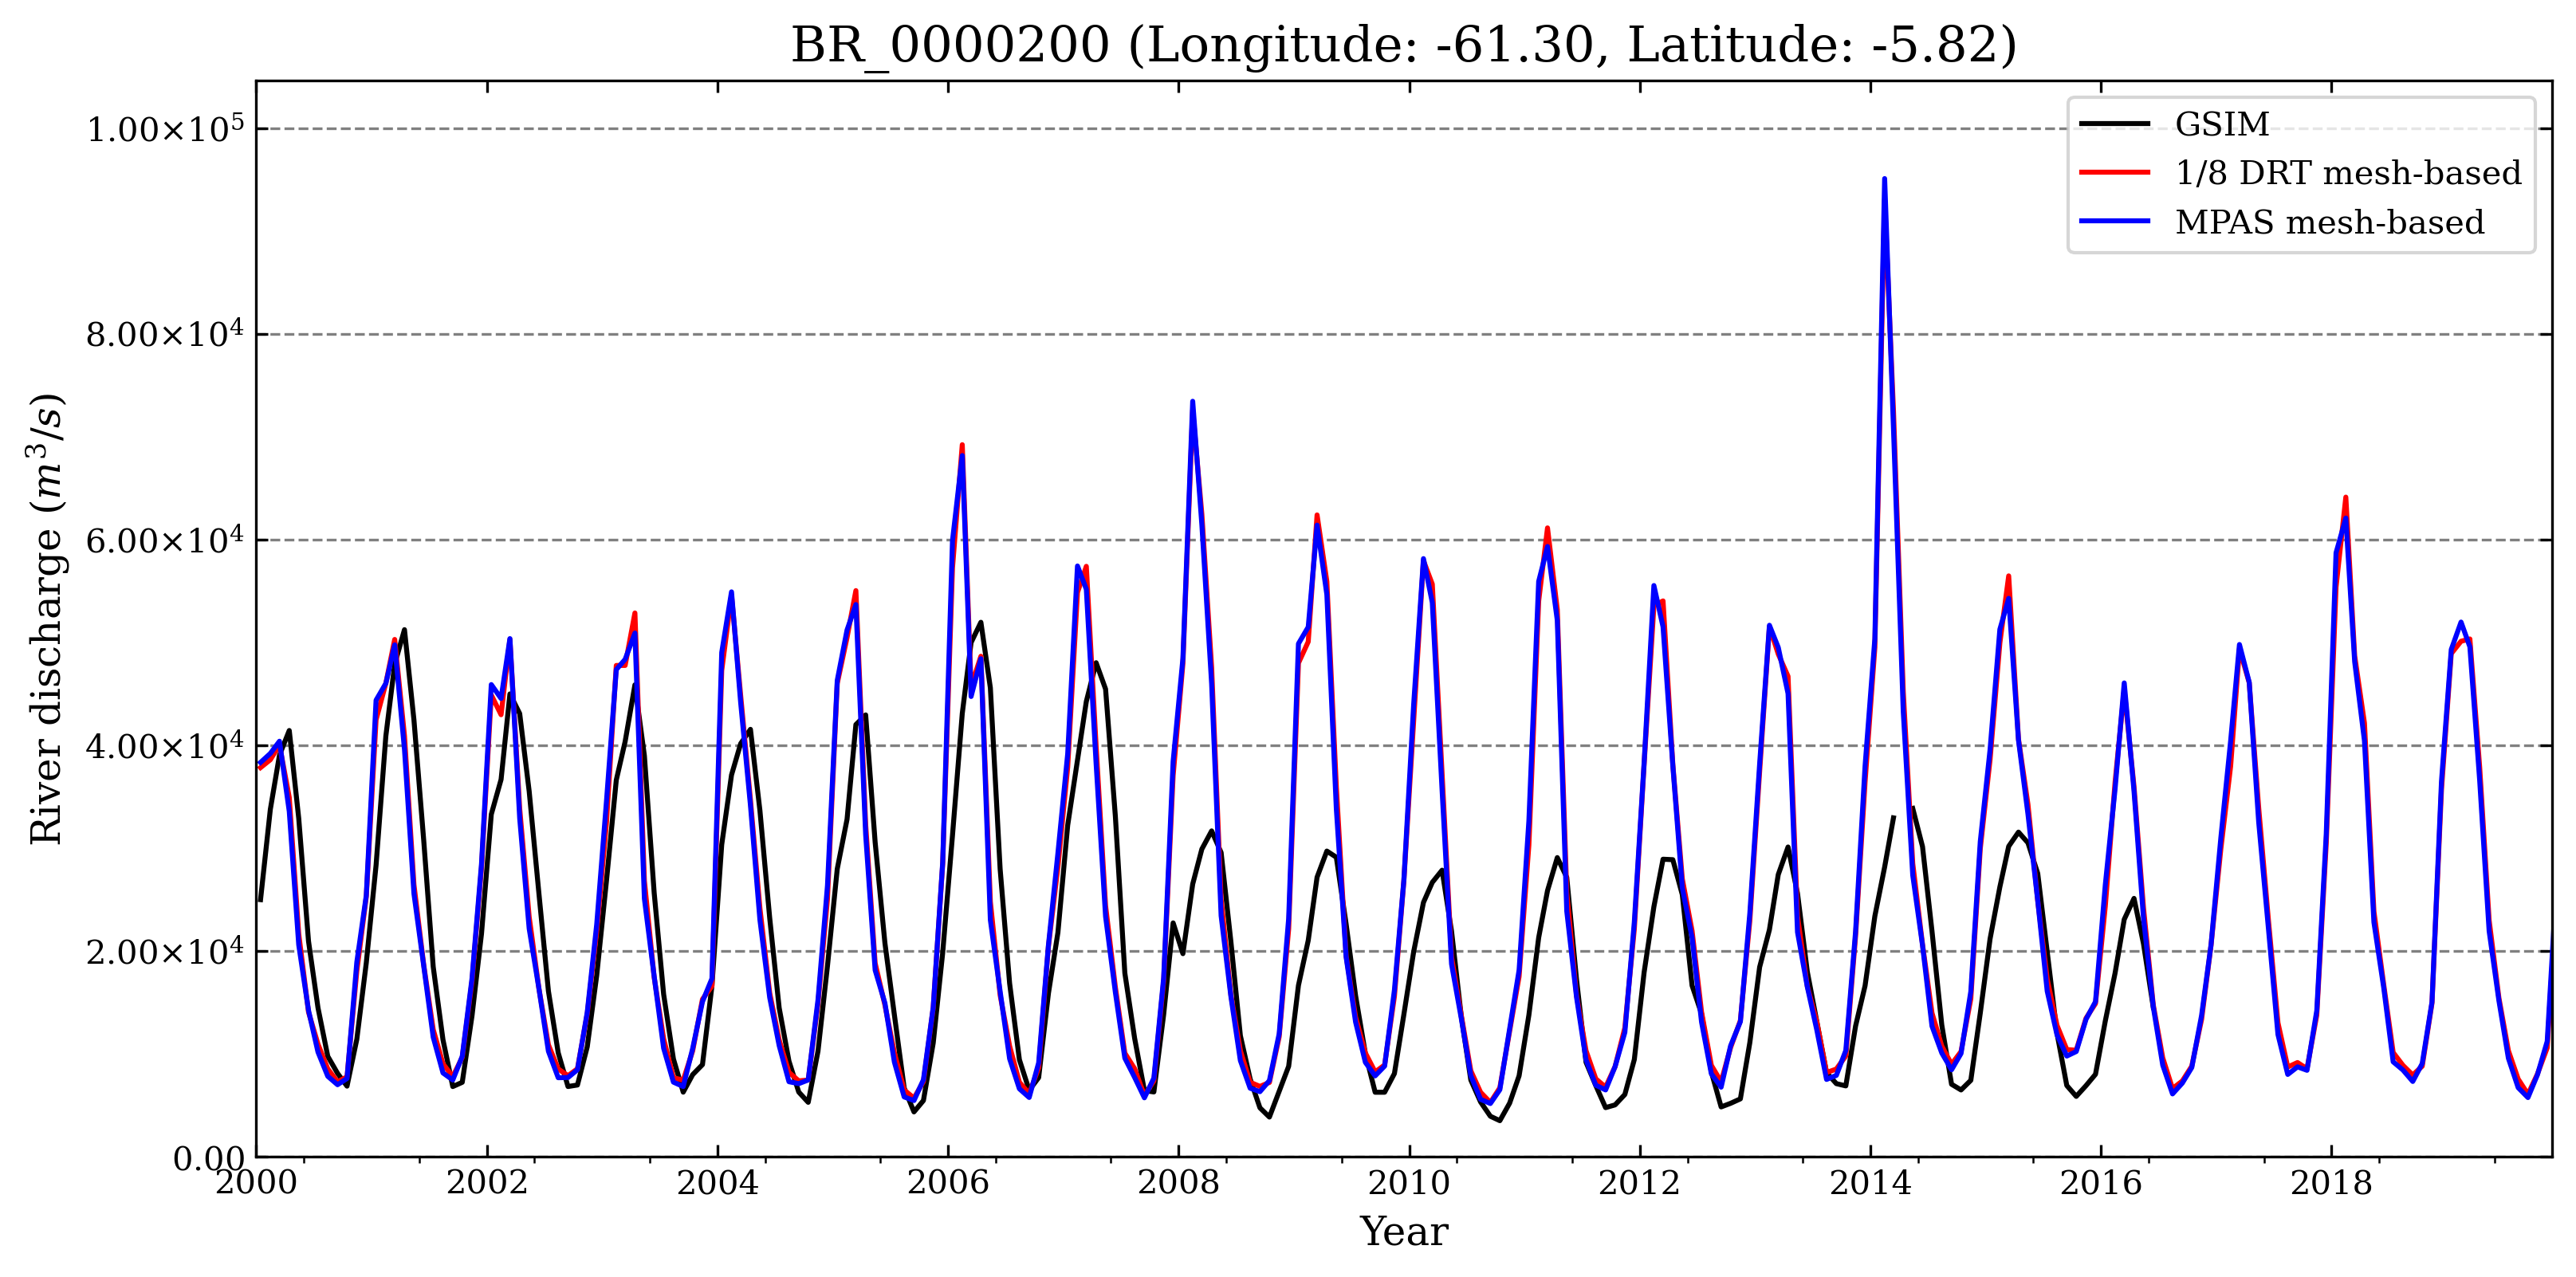 BR_0000200 (Longitude: -61.30, Latitude: -5.82)
1.00×10⁵
8.00×10⁴
6.00×10⁴
4.00×10⁴
2.00×10⁴
0.00
River discharge (m³/s)
GSIM
1/8 DRT mesh-based
MPAS mesh-based
2000 2002 2004 2006 2008 2010 2012 2014 2016 2018
Year